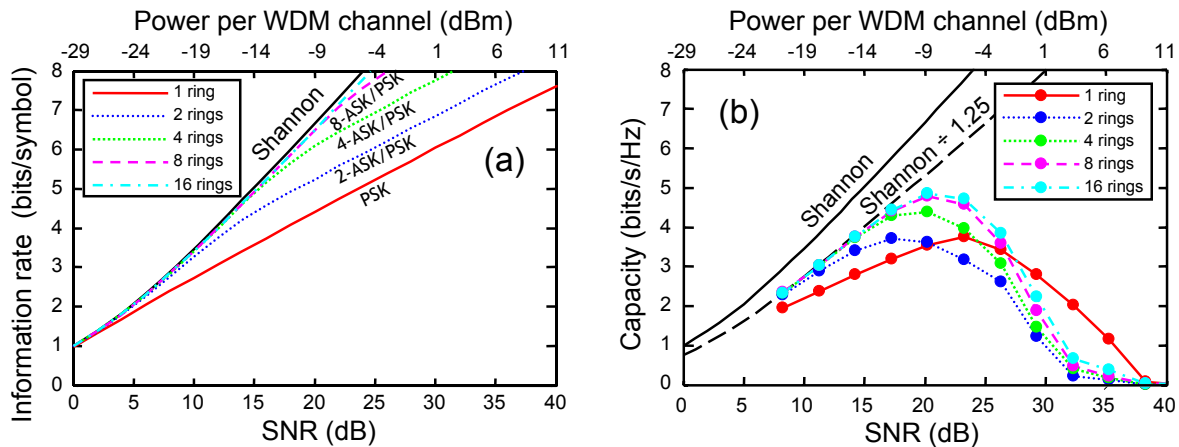 Power per WDM channel (dBm)
-29 -24 -19 -14 -9 -4 1 6 11
8
7
6
5
4
3
2
1
0
Information rate (bits/symbol)
1 ring
2 rings
4 rings
8 rings
16 rings
Shannon
8-ASK/PSK
4-ASK/PSK
2-ASK/PSK
PSK
(a)
0 5 10 15 20 25 30 35 40
SNR (dB)
Power per WDM channel (dBm)
-29 -24 -19 -14 -9 -4 1 6 11
8
7
6
5
4
3
2
1
0
Capacity (bits/s/Hz)
(b)
Shannon
Shannon ÷ 1.25
1 ring
2 rings
4 rings
8 rings
16 rings
0 5 10 15 20 25 30 35 40
SNR (dB)